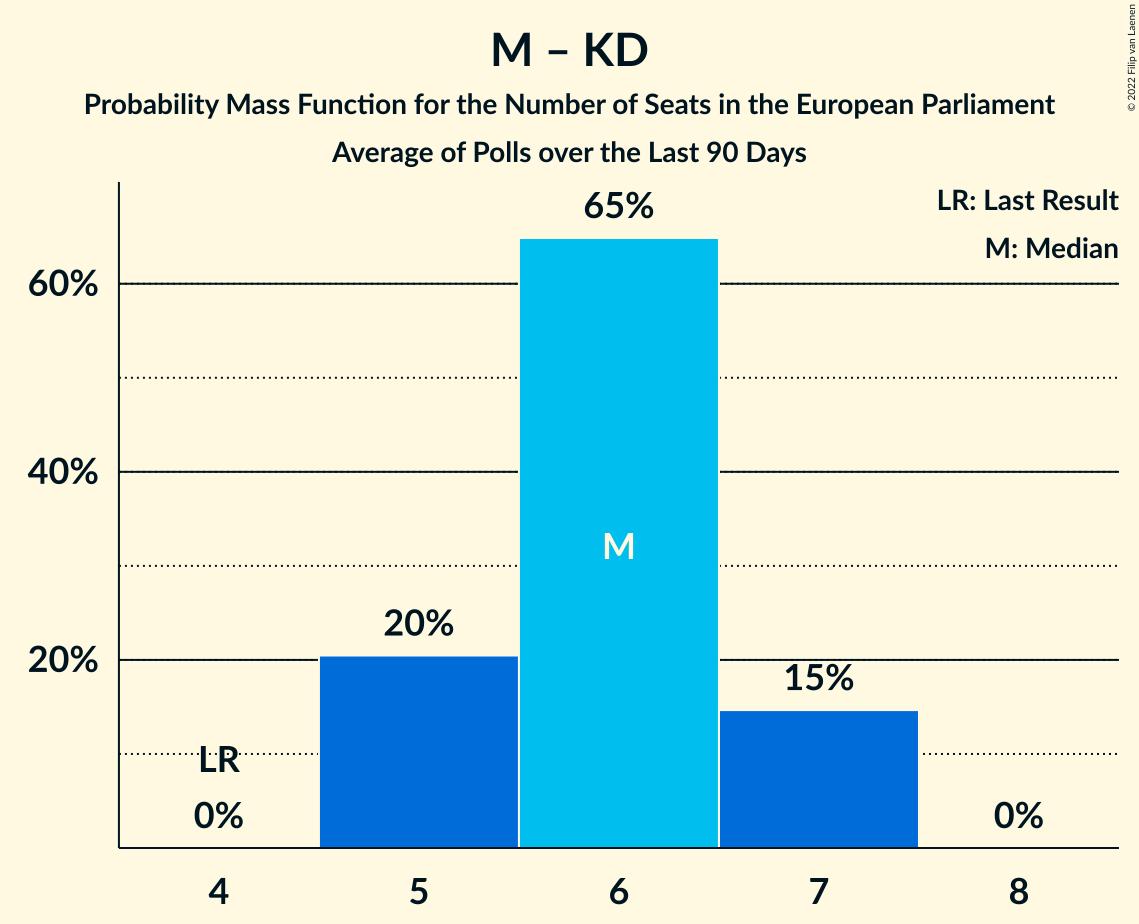 M – KD
Probability Mass Function for the Number of Seats in the European Parliament
Average of Polls over the Last 90 Days
© 2022 Filip van Laenen
LR: Last Result
M: Median
60%
40%
20%
LR
0%
20%
65%
M
15%
0%
4
5
6
7
8